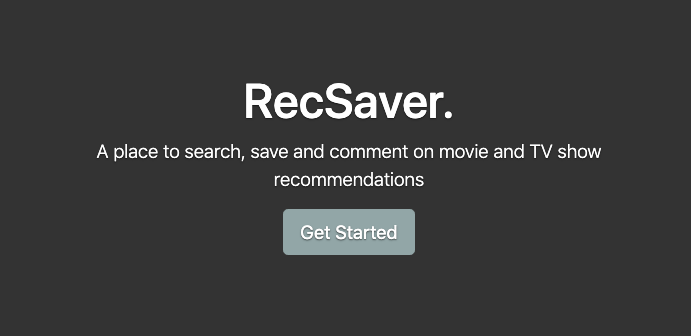 RecSaver.
A place to search, save and comment on movie and TV show
recommendations
Get Started